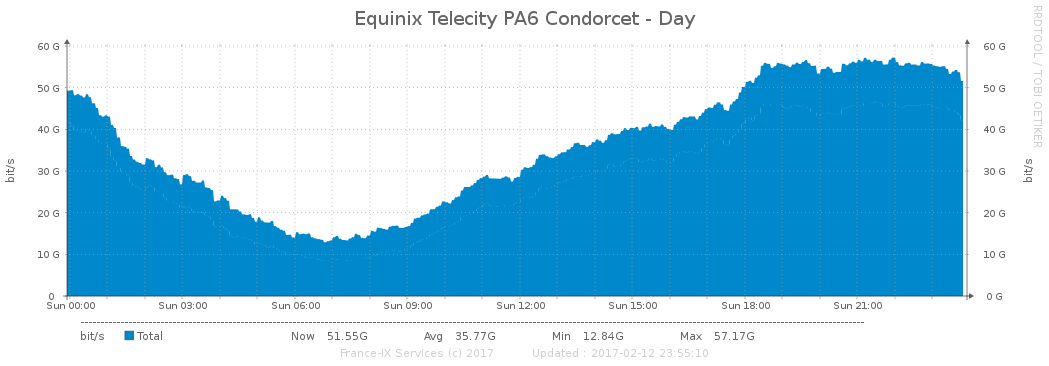 Equinix Telecity PA6 Condorcet - Day
RRDTOOL / TOBI OETIKER
60 G 60 G
50 G 50 G
40 G 40 G
30 G 30 G
20 G 20 G
10 G 10 G
0 0 G
bit/s bit/s
Sun 00:00 Sun 03:00 Sun 06:00 Sun 09:00 Sun 12:00 Sun 15:00 Sun 18:00 Sun 21:00
bit/s Total Now 51.55G Avg 35.77G Min 12.84G Max 57.17G
France-IX Services (c) 2017 Updated : 2017-02-12 23:55:10